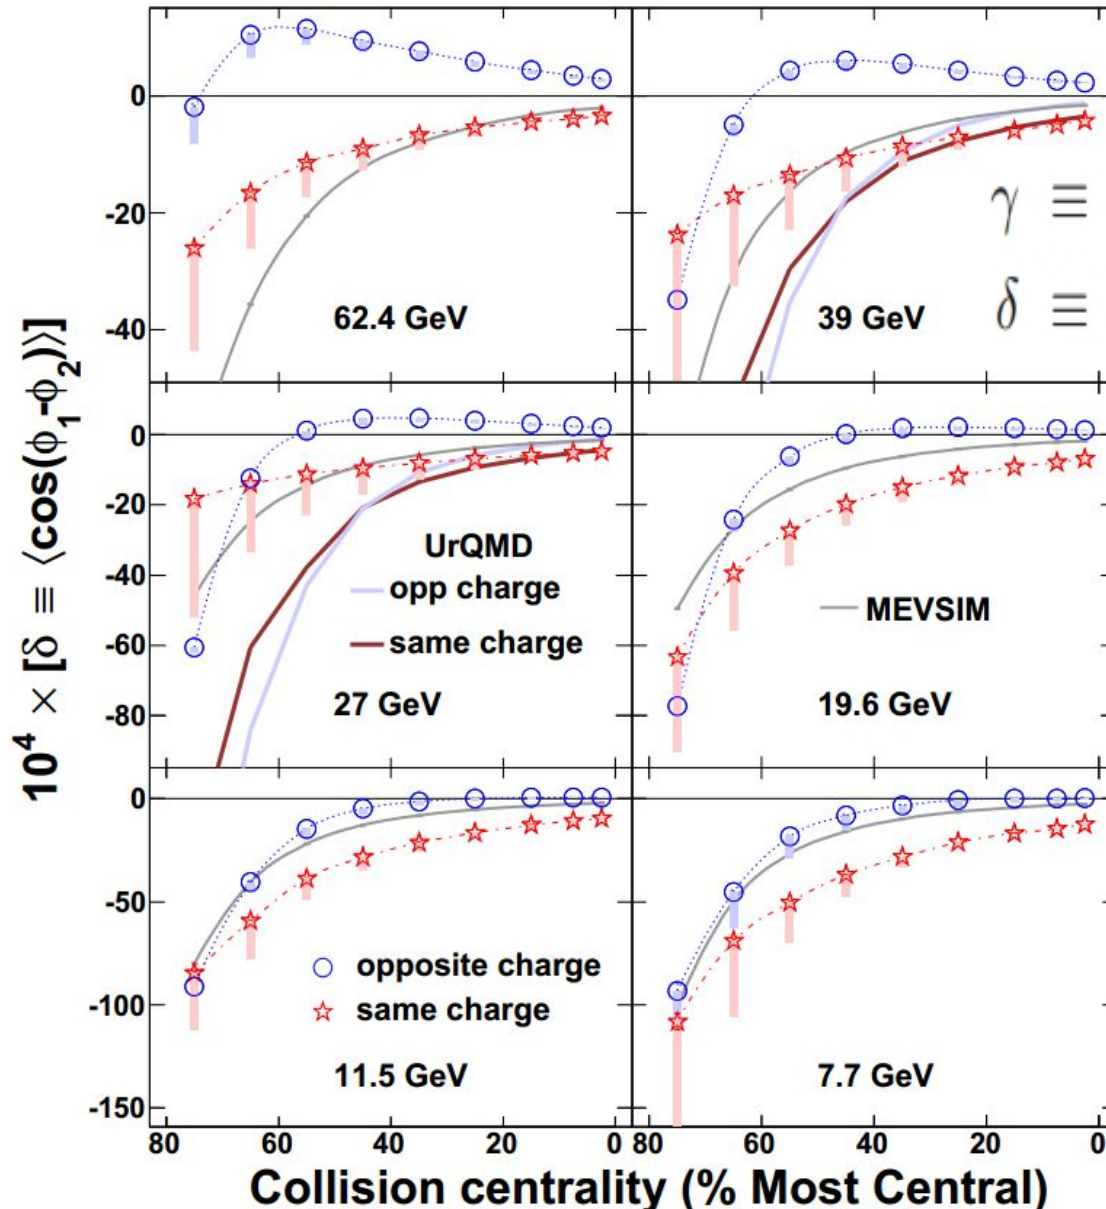 10⁴ × [δ ≡ ⟨cos(ϕ₁-ϕ₂)⟩]
0
-20
-40
62.4 GeV
39 GeV
γ ≡
δ ≡
0
-20
-40
-60
-80
UrQMD
opp charge
same charge
27 GeV
MEVSIM
19.6 GeV
0
-50
-100
-150
opposite charge
same charge
11.5 GeV
7.7 GeV
80 60 40 20 0
80 60 40 20 0
Collision centrality (% Most Central)